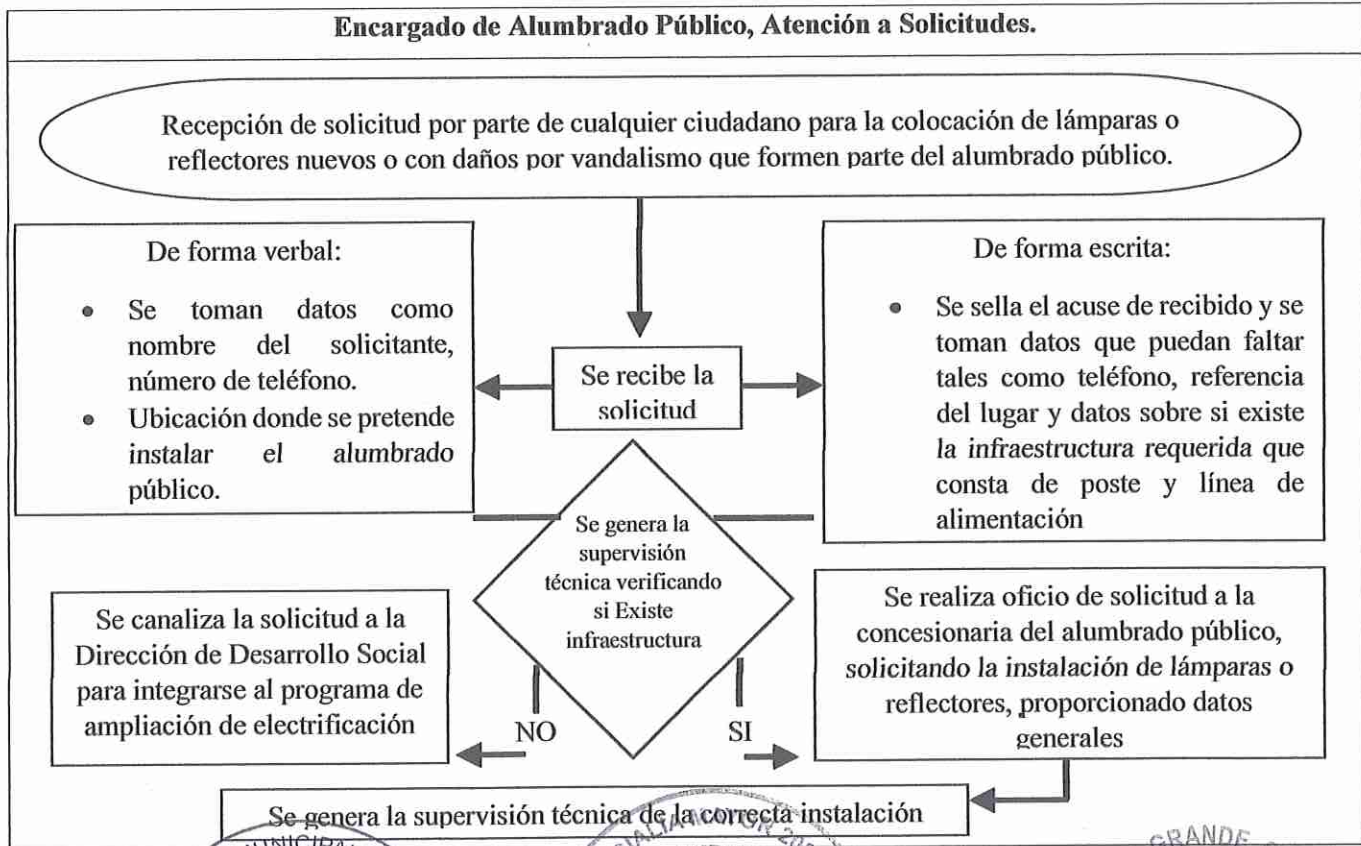 Encargado de Alumbrado Público, Atención a Solicitudes.
Recepción de solicitud por parte de cualquier ciudadano para la colocación de lámparas o
reflectores nuevos o con daños por vandalismo que formen parte del alumbrado público.
De forma verbal:
• Se toman datos como
nombre del solicitante,
número de teléfono.
• Ubicación donde se pretende
instalar el alumbrado
público.
Se recibe la
solicitud
De forma escrita:
• Se sella el acuse de recibido y se
toman datos que puedan faltar
tales como teléfono, referencia
del lugar y datos sobre si existe
la infraestructura requerida que
consta de poste y línea de
alimentación
Se genera la
supervisión
técnica verificando
si Existe
infraestructura
NO
SI
Se canaliza la solicitud a la
Dirección de Desarrollo Social
para integrarse al programa de
ampliación de electrificación
Se realiza oficio de solicitud a la
concesionaria del alumbrado público,
solicitando la instalación de lámparas o
reflectores, proporcionado datos
generales
Se genera la supervisión técnica de la correcta instalación
GRANDE